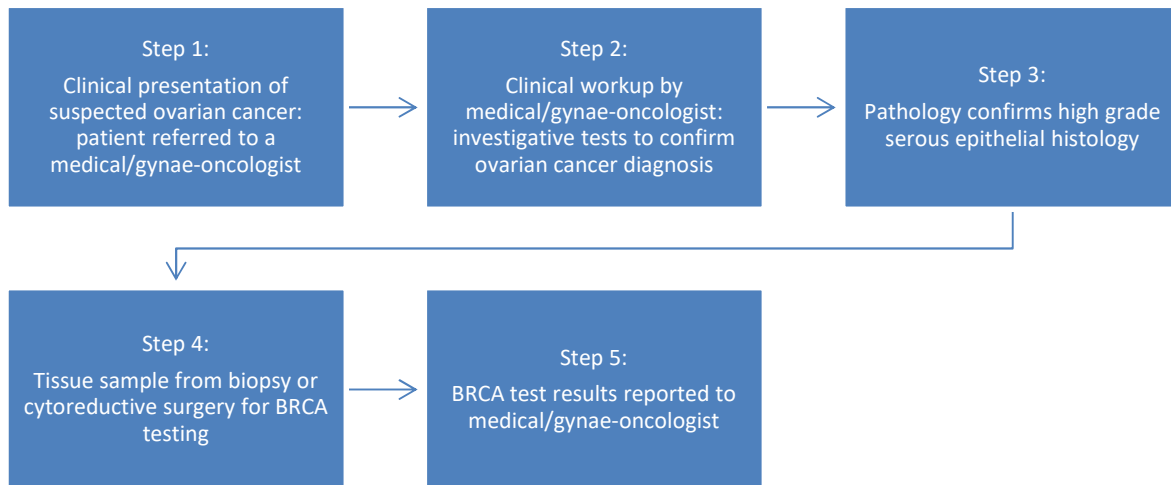 Step 1:
Clinical presentation of
suspected ovarian cancer:
patient referred to a
medical/gynae-oncologist
Step 2:
Clinical workup by
medical/gynae-oncologist:
investigative tests to confirm
ovarian cancer diagnosis
Step 3:
Pathology confirms high grade
serous epithelial histology
Step 4:
Tissue sample from biopsy or
cytoreductive surgery for BRCA
testing
Step 5:
BRCA test results reported to
medical/gynae-oncologist